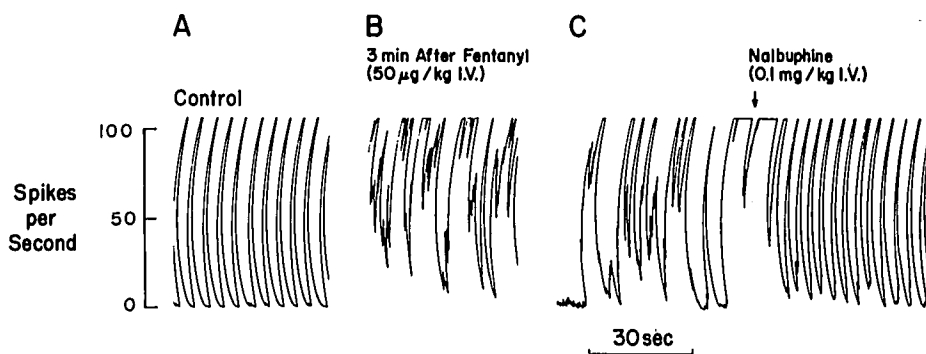 A
B
C
3 min After Fentanyl
(50 μg/kg I.V.)
Nalbuphine
(0.1 mg/kg I.V.)
Control
100
50
0
Spikes
per
Second
30 sec